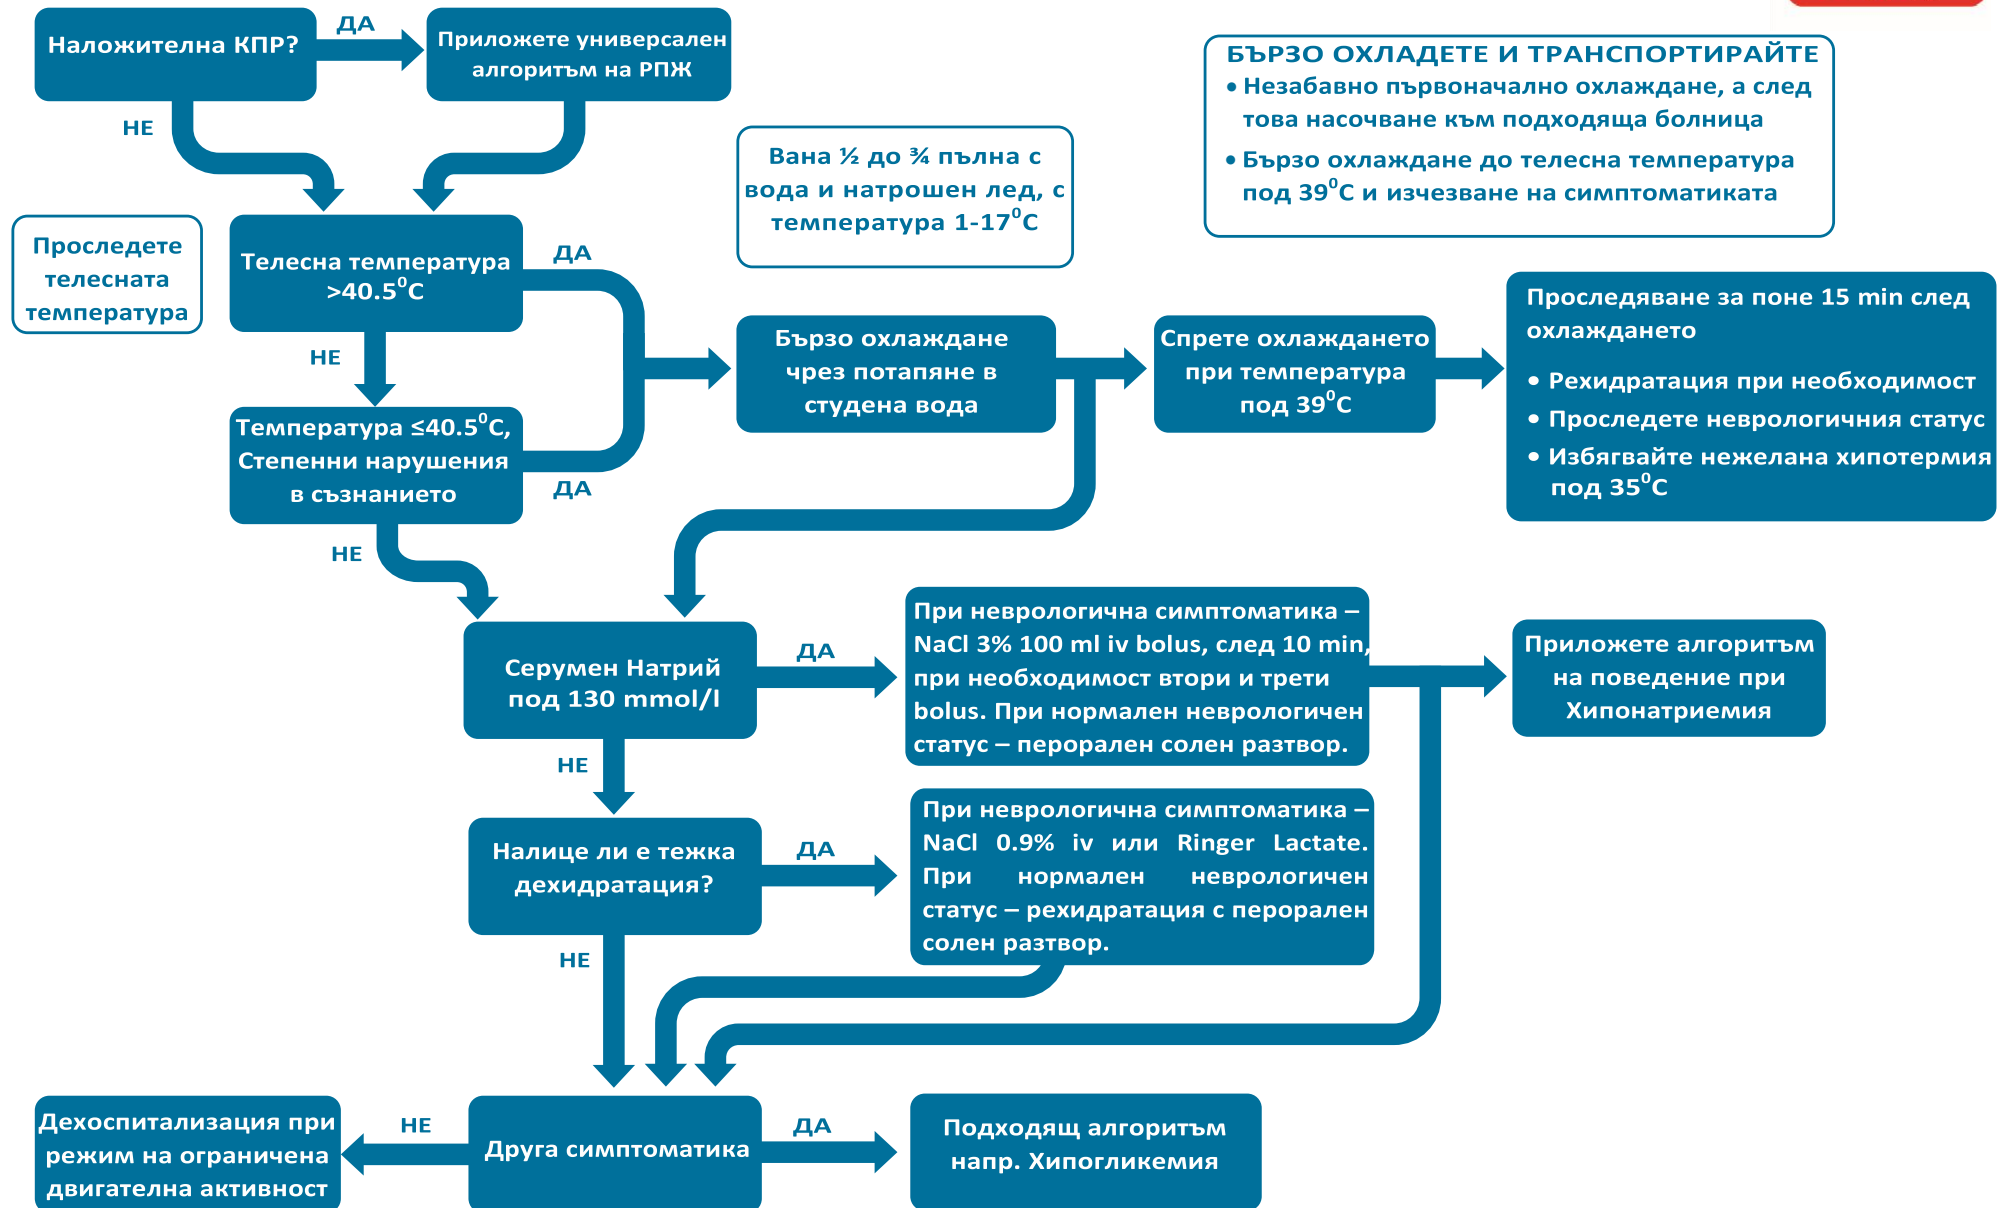 Наложителна КПР?
ДА
Приложете универсален
алгоритъм на РПЖ
НЕ
БЪРЗО ОХЛАДЕТЕ И ТРАНСПОРТИРАЙТЕ
• Незабавно първоначално охлаждане, а след
това насочване към подходяща болница
• Бързо охлаждане до телесна температура
под 39⁰C и изчезване на симптоматиката
Вана ½ до ¾ пълна с
вода и натрошен лед, с
температура 1-17⁰C
Проследете
телесната
температура
Телесна температура
>40.5⁰C
ДА
НЕ
Температура ≤40.5⁰C,
Степенни нарушения
в съзнанието
ДА
НЕ
Бързо охлаждане
чрез потапяне в
студена вода
Спрете охлаждането
при температура
под 39⁰C
Проследяване за поне 15 min след
охлаждането
• Рехидратация при необходимост
• Проследете неврологичния статус
• Избягвайте нежелана хипотермия
под 35⁰C
Серумен Натрий
под 130 mmol/l
ДА
НЕ
При неврологична симптоматика –
NaCl 3% 100 ml iv bolus, след 10 min,
при необходимост втори и трети
bolus. При нормален неврологичен
статус – перорален солен разтвор.
Приложете алгоритъм
на поведение при
Хипонатриемия
Налице ли е тежка
дехидратация?
ДА
НЕ
При неврологична симптоматика –
NaCl 0.9% iv или Ringer Lactate.
При нормален неврологичен
статус – рехидратация с перорален
солен разтвор.
Дехоспитализация при
режим на ограничена
двигателна активност
НЕ
Друга симптоматика
ДА
Подходящ алгоритъм
напр. Хипогликемия